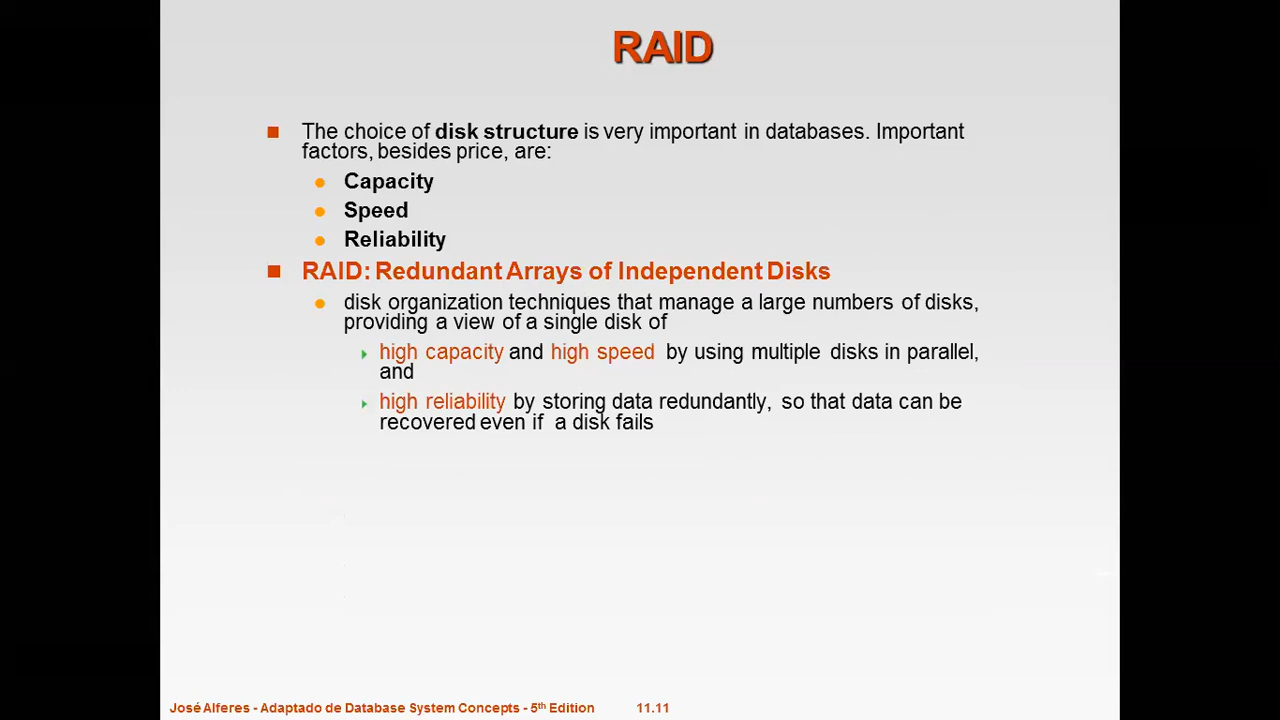 RAID
The choice of disk structure is very important in databases. Important
factors, besides price, are:
Capacity
Speed
Reliability
RAID: Redundant Arrays of Independent Disks
disk organization techniques that manage a large numbers of disks,
providing a view of a single disk of
high capacity and high speed by using multiple disks in parallel,
and
high reliability by storing data redundantly, so that data can be
recovered even if a disk fails
José Alferes - Adaptado de Database System Concepts - 5th Edition 11.11